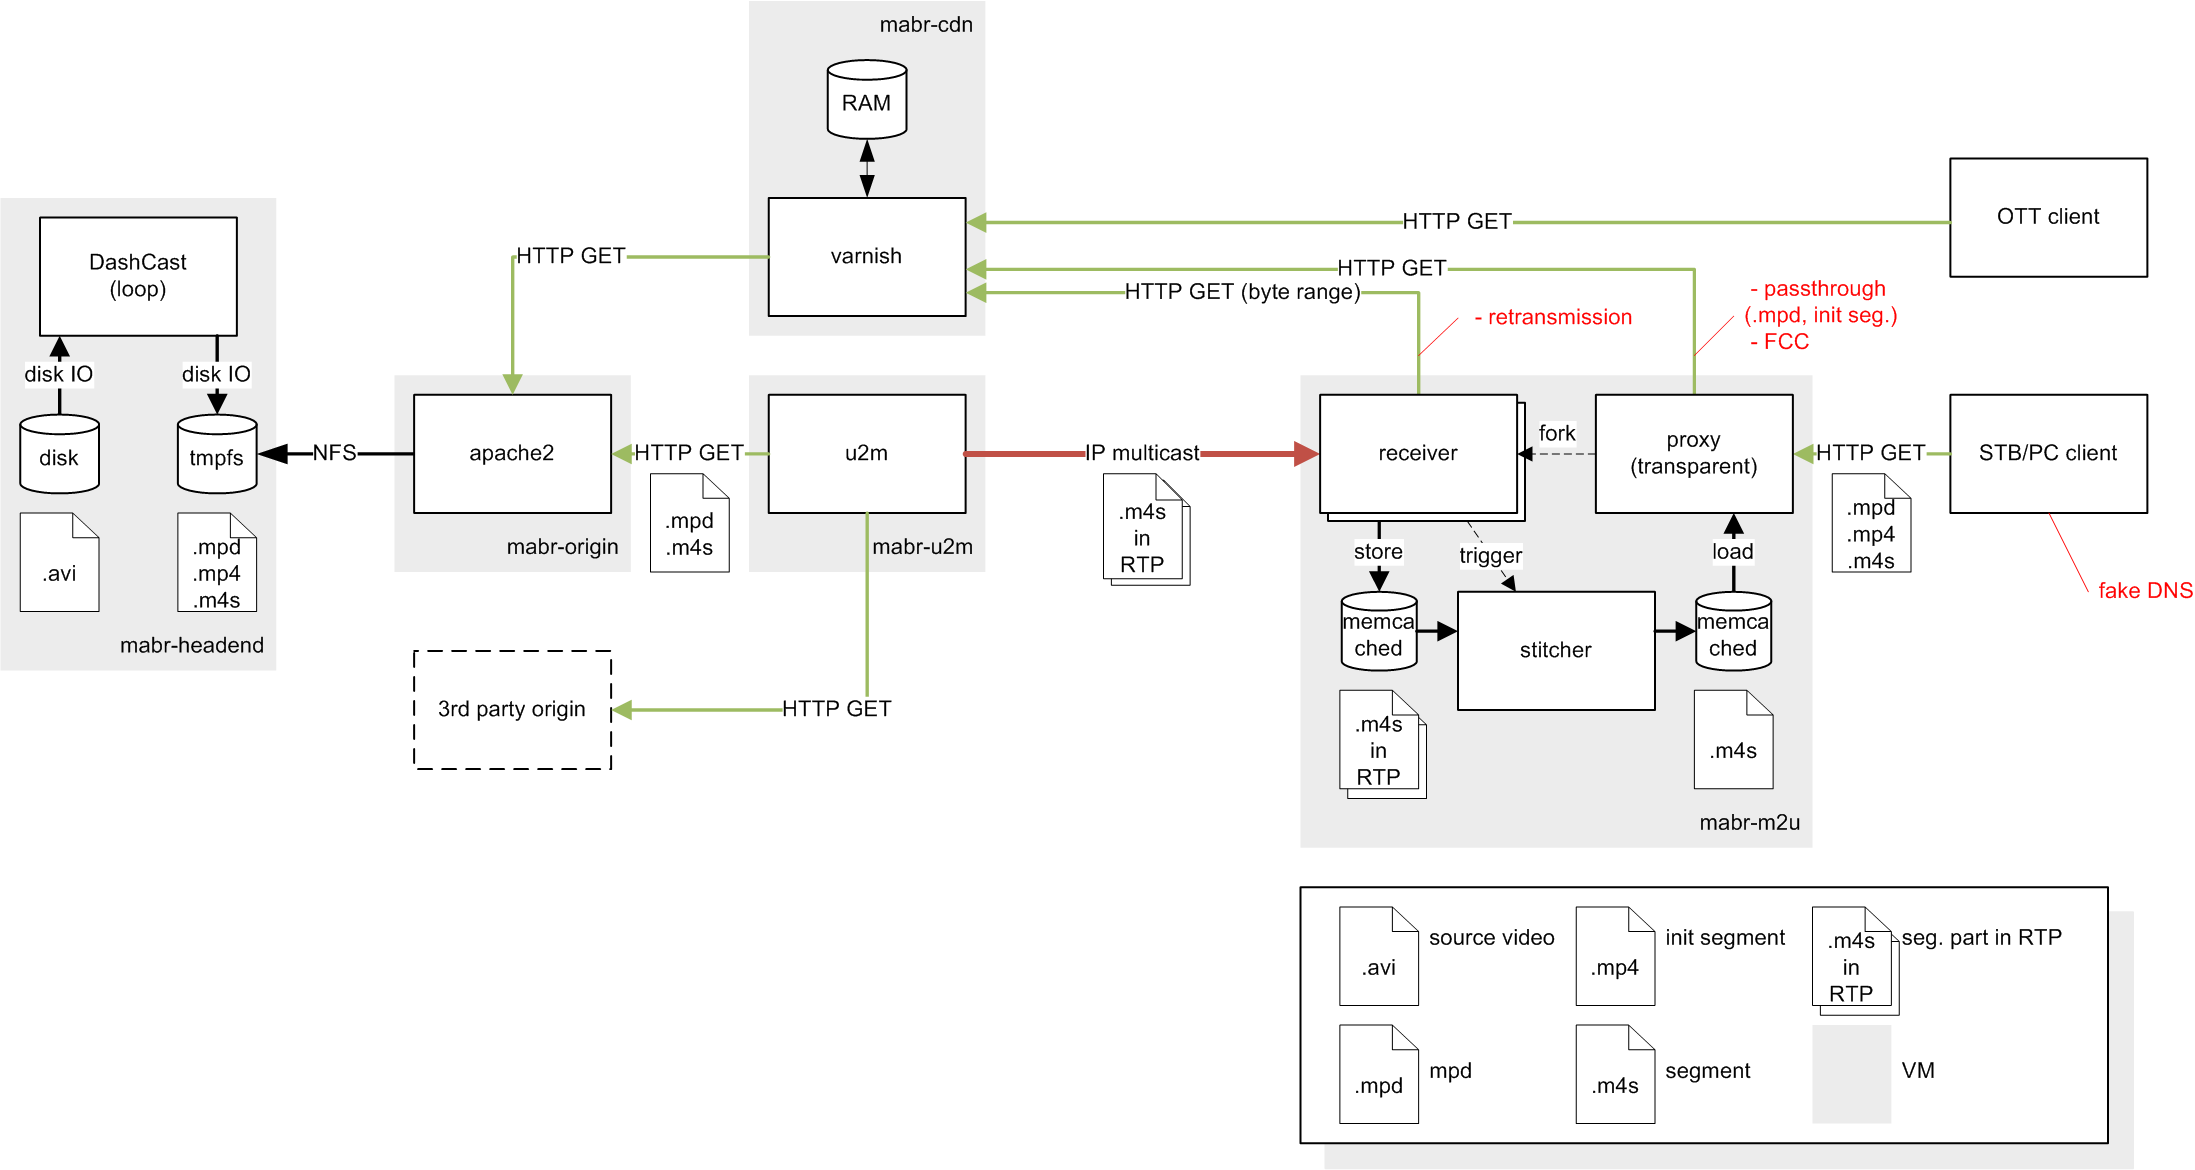 mabr-cdn
RAM
varnish
HTTP GET
OTT client
HTTP GET
HTTP GET
HTTP GET (byte range)
- retransmission
- passthrough
(.mpd, init seg.)
- FCC
DashCast
(loop)
disk IO
disk IO
disk
tmpfs
.avi
.mpd
.mp4
.m4s
mabr-headend
NFS
apache2
mabr-origin
HTTP GET
.mpd
.m4s
u2m
mabr-u2m
HTTP GET
3rd party origin
IP multicast
.m4s
in
RTP
receiver
fork
proxy
(transparent)
HTTP GET
.mpd
.mp4
.m4s
STB/PC client
fake DNS
store
trigger
load
memca
ched
stitcher
memca
ched
.m4s
in
RTP
.m4s
mabr-m2u
.avi
source video
.mp4
init segment
.m4s
in
RTP
seg. part in RTP
.mpd
mpd
.m4s
segment
VM